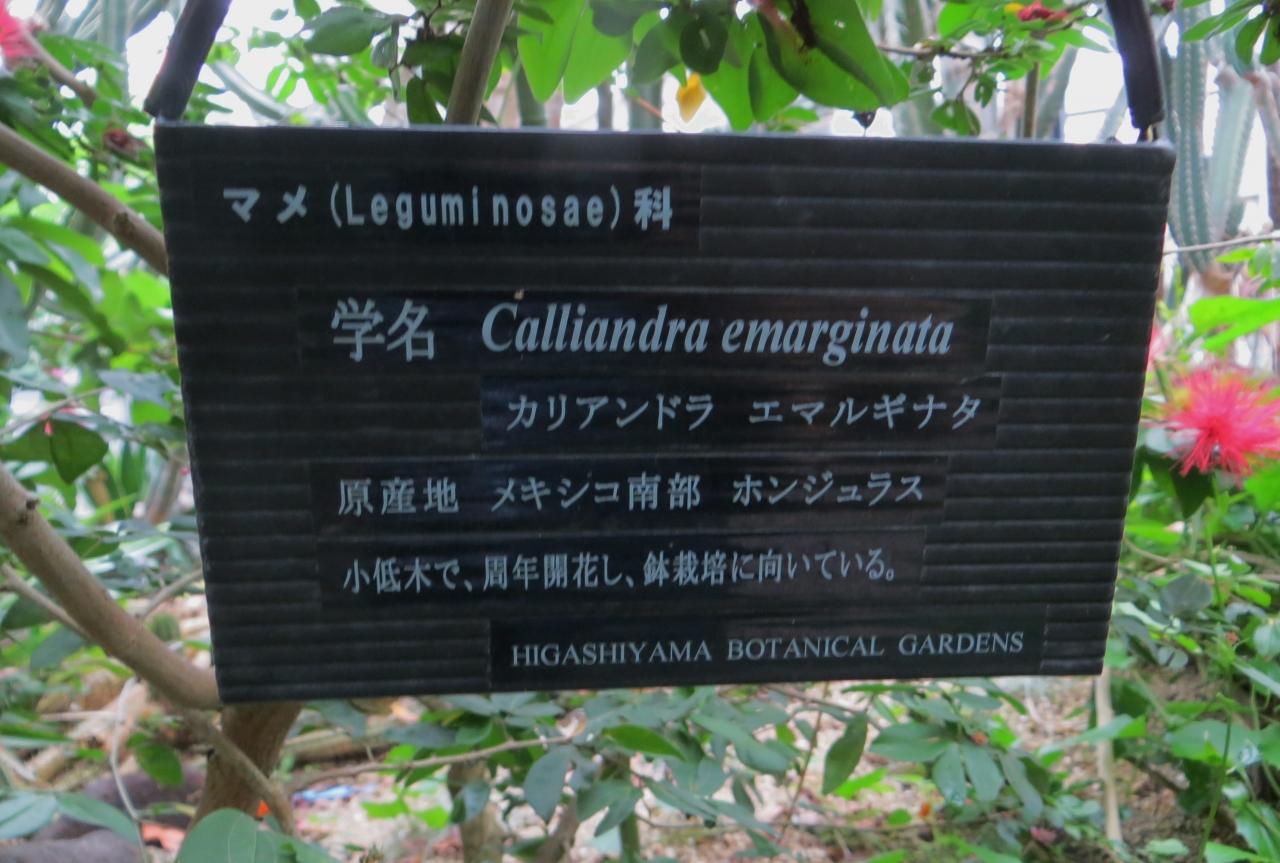 マメ(Leguminosae)科
学名 Calliandra emarginata
カリアンドラ エマルギナタ
原産地 メキシコ南部 ホンジュラス
小低木で、周年開花し、鉢栽培に向いている。
HIGASHIYAMA BOTANICAL GARDENS